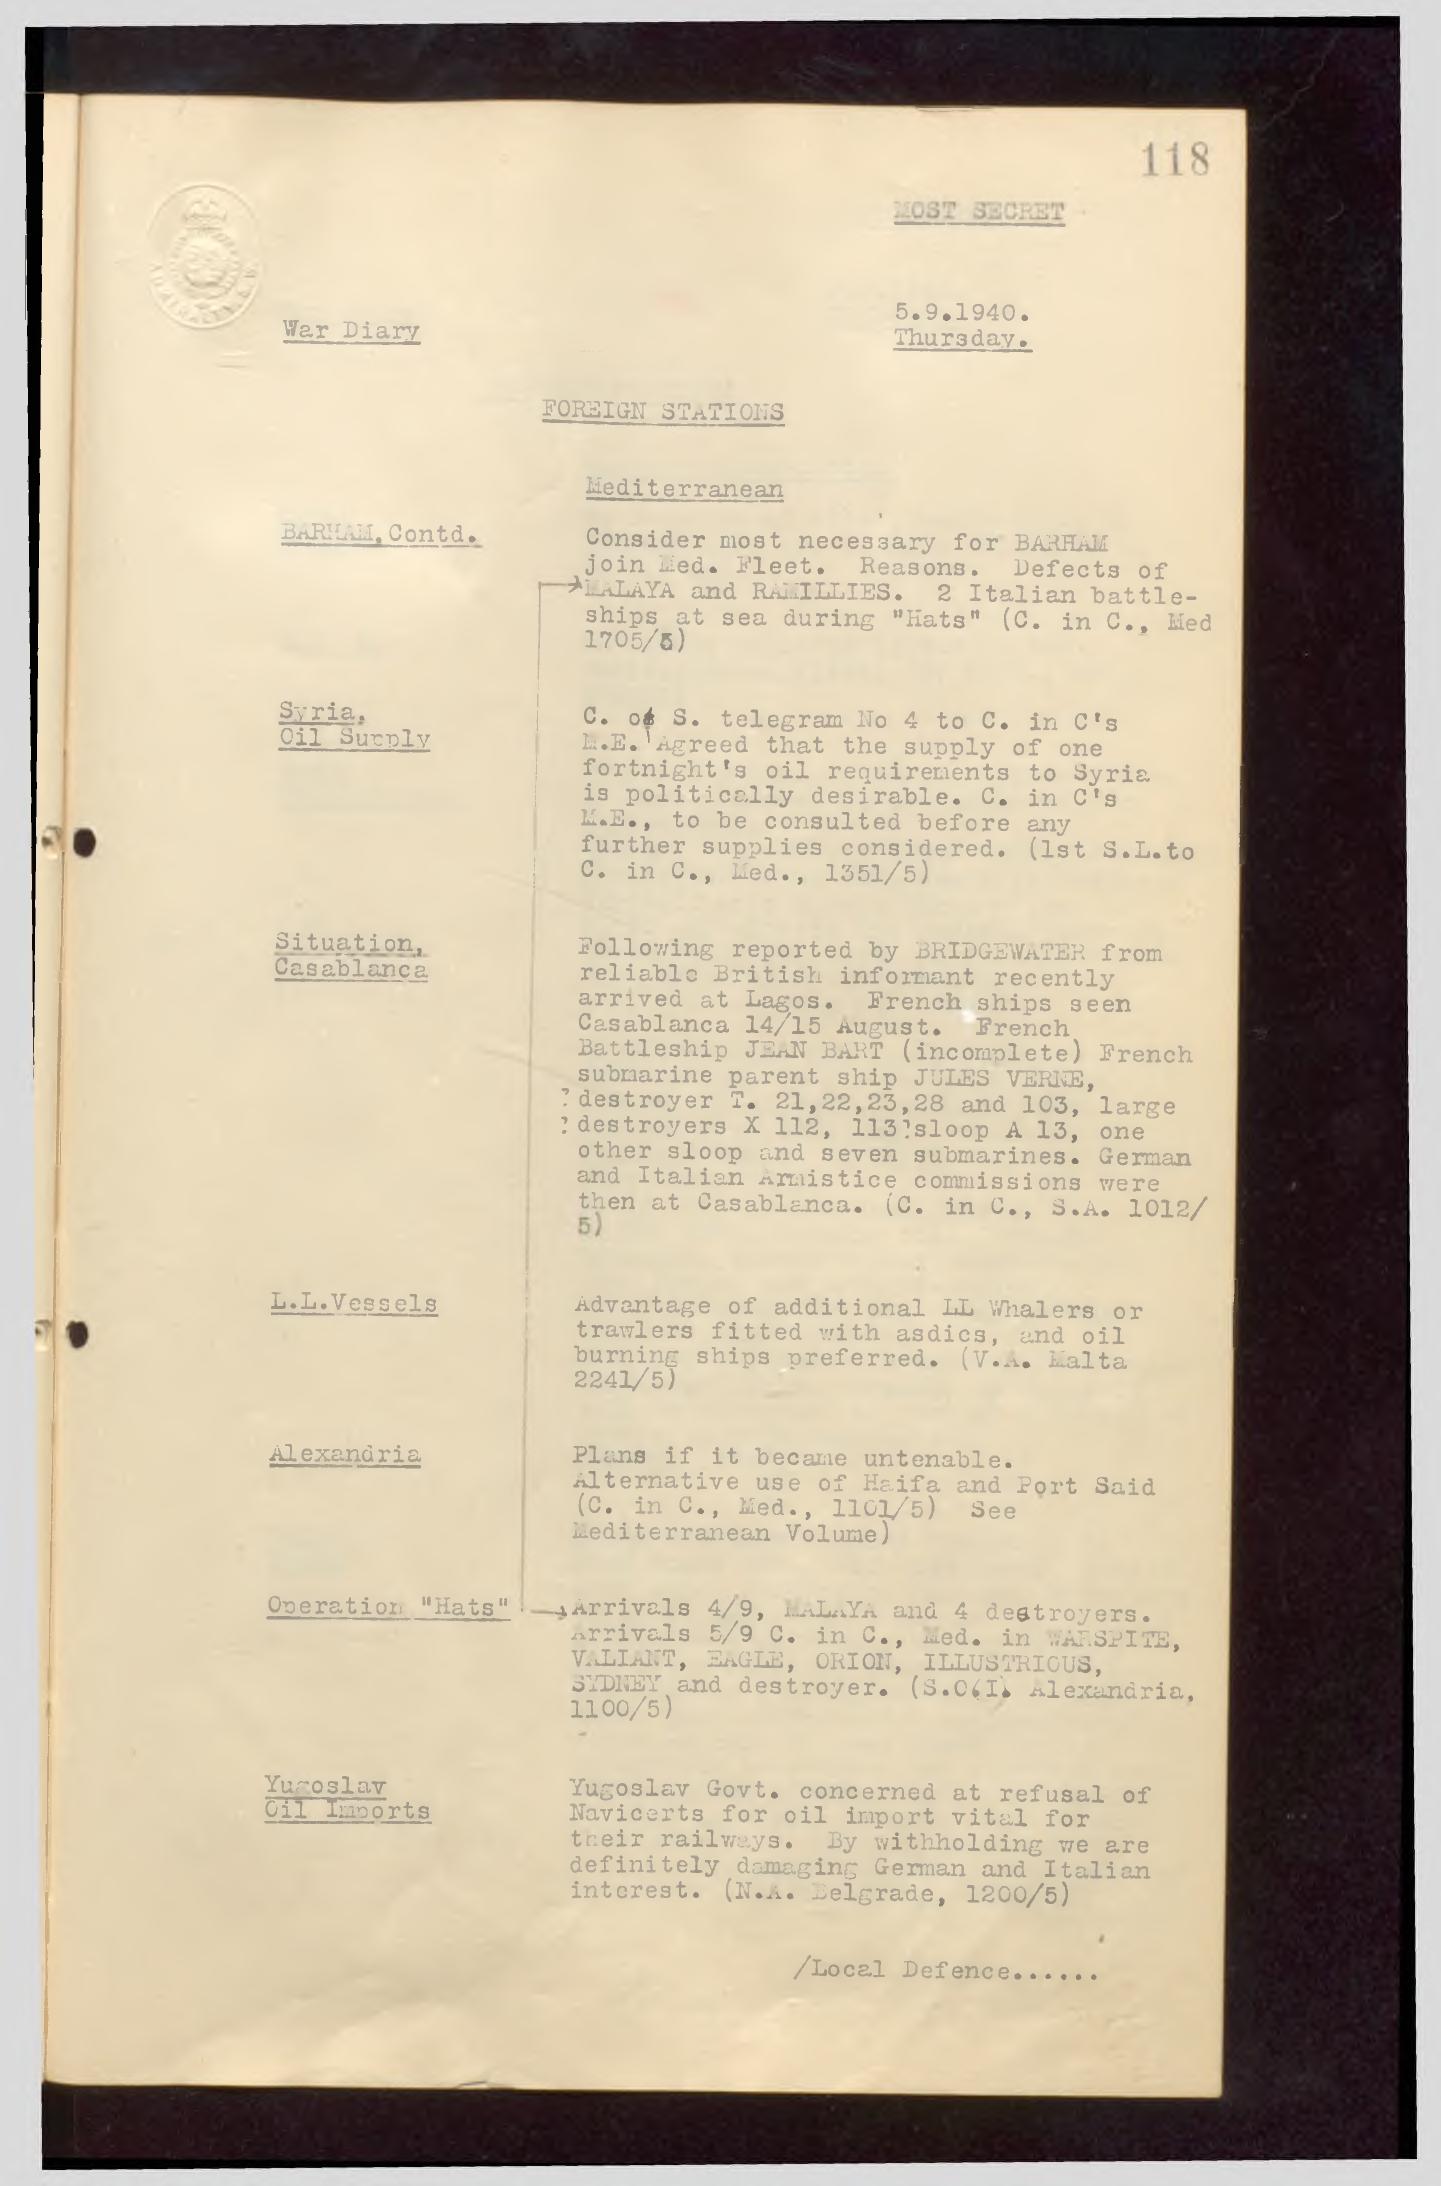 118
MOST SECRET
5.9.1940.
War Diary
Thursday.
FOREIGN STATIONS
Mediterranean
BARHAM. Contd.
Consider most necessary for BARHAM
join Med. Fleet. Reasons. Defects of
MALAYA and RAMILLIES. 2 Italian battle-
ships at sea during "Hats" (C. in C., Med
1705/5)
Syria,
Oil Supply
C. of S. telegram No 4 to C. in C's
M.E. Agreed that the supply of one
fortnight's oil requirements to Syria
is politically desirable. C. in C's
M.E., to be consulted before any
further supplies considered. (1st S.L.to
C. in C., Med., 1351/5)
Situation,
Casablanca
Following reported by BRIDGEWATER from
reliable British informant recently
arrived at Lagos. French ships seen
Casablanca 14/15 August. French
Battleship JEAN BART (incomplete) French
submarine parent ship JULES VERNE,
? destroyer T. 21,22,23,28 and 103, large
? destroyers X 112, 113?sloop A 13, one
other sloop and seven submarines. German
and Italian Armistice commissions were
then at Casablanca. (C. in C., S.A. 1012/
5)
L.L.Vessels
Advantage of additional LL Whalers or
trawlers fitted with asdics, and oil
burning ships preferred. (V.A. Malta
2241/5)
Alexandria
Plans if it became untenable.
Alternative use of Haifa and Port Said
(C. in C., Med., 1101/5) See
Mediterranean Volume)
Operation "Hats"
Arrivals 4/9, MALAYA and 4 destroyers.
Arrivals 5/9 C. in C., Med. in WARSPITE,
VALIANT, EAGLE, ORION, ILLUSTRIOUS,
SYDNEY and destroyer. (S.O.(I). Alexandria,
1100/5)
Yugoslav
Oil Imports
Yugoslav Govt. concerned at refusal of
Navicerts for oil import vital for
their railways. By withholding we are
definitely damaging German and Italian
interest. (N.A. Belgrade, 1200/5)
/Local Defence......